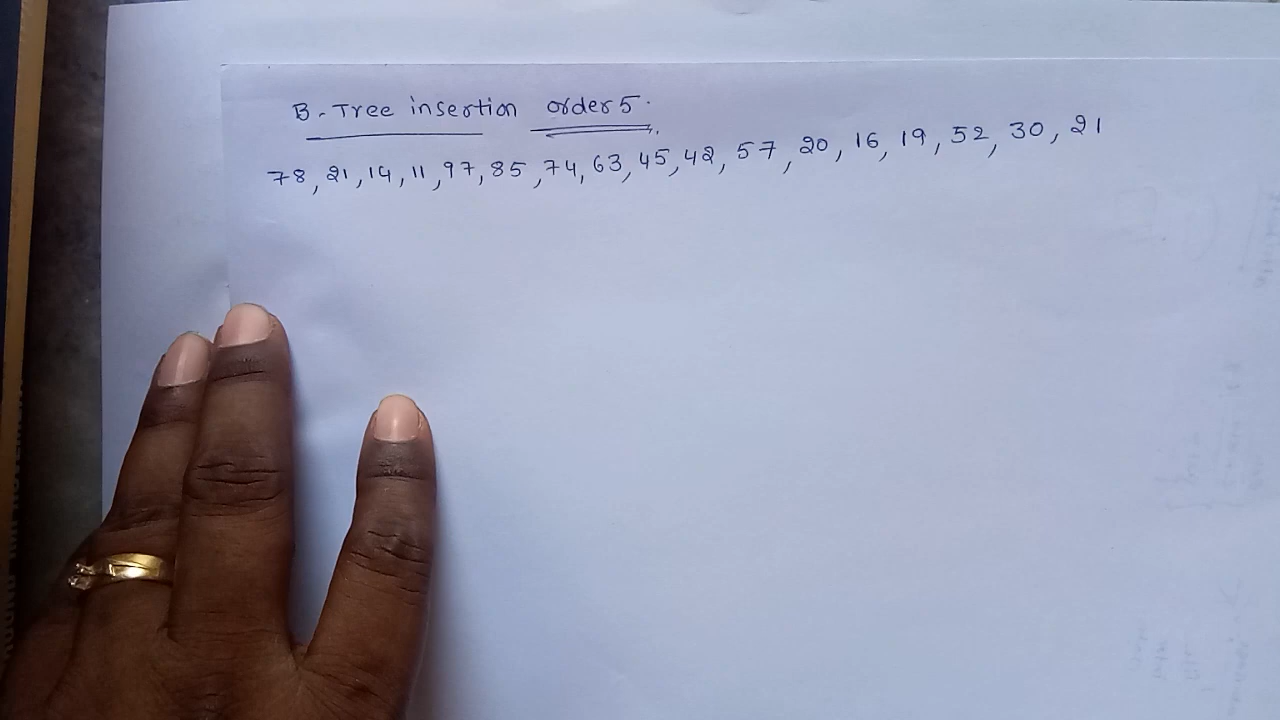 B-Tree insertion order 5.
78, 21, 14, 11, 97, 85, 74, 63, 45, 42, 57, 20, 16, 19, 52, 30, 21